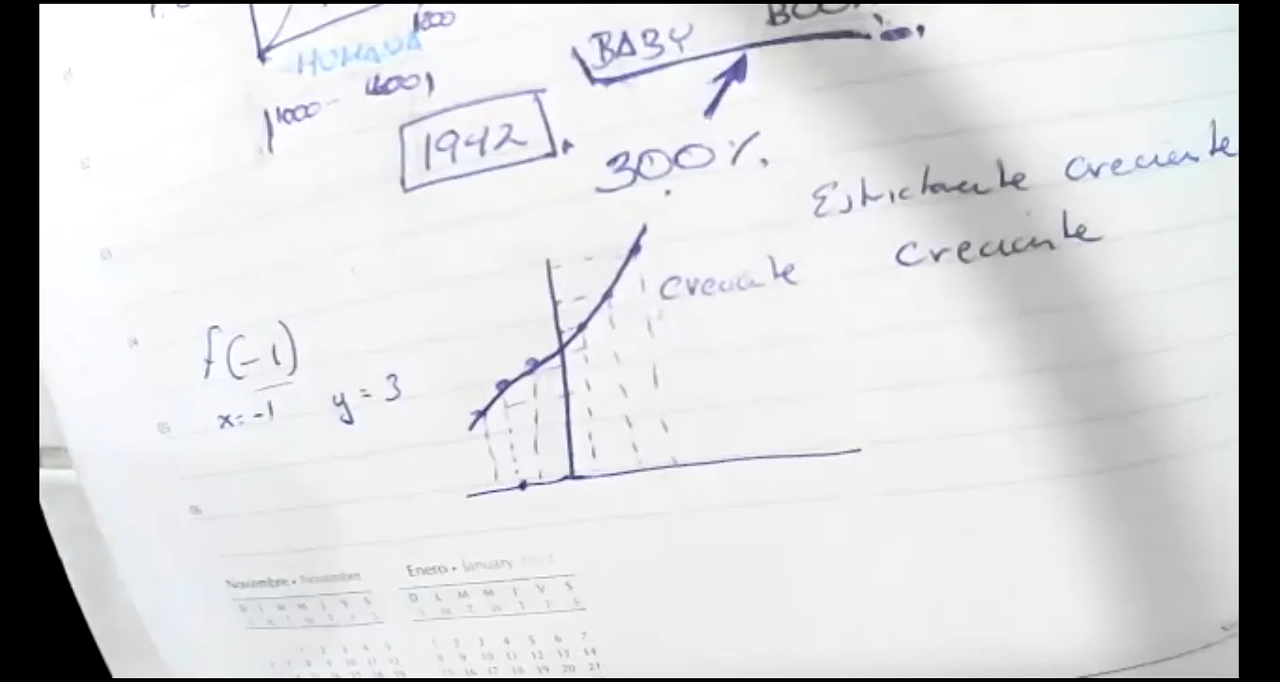 1200
HUMANA
1000 - 1600
BABY BOOM
1942
300%
Estrictamente creciente
creciente
creciente
f(-1)
x=-1 y=3
Noviembre • November
Enero • January
D L M M J V S
D L M M J V S
1 2 3 4 5 6 7
8 9 10 11 12 13 14
15 16 17 18 19 20 21